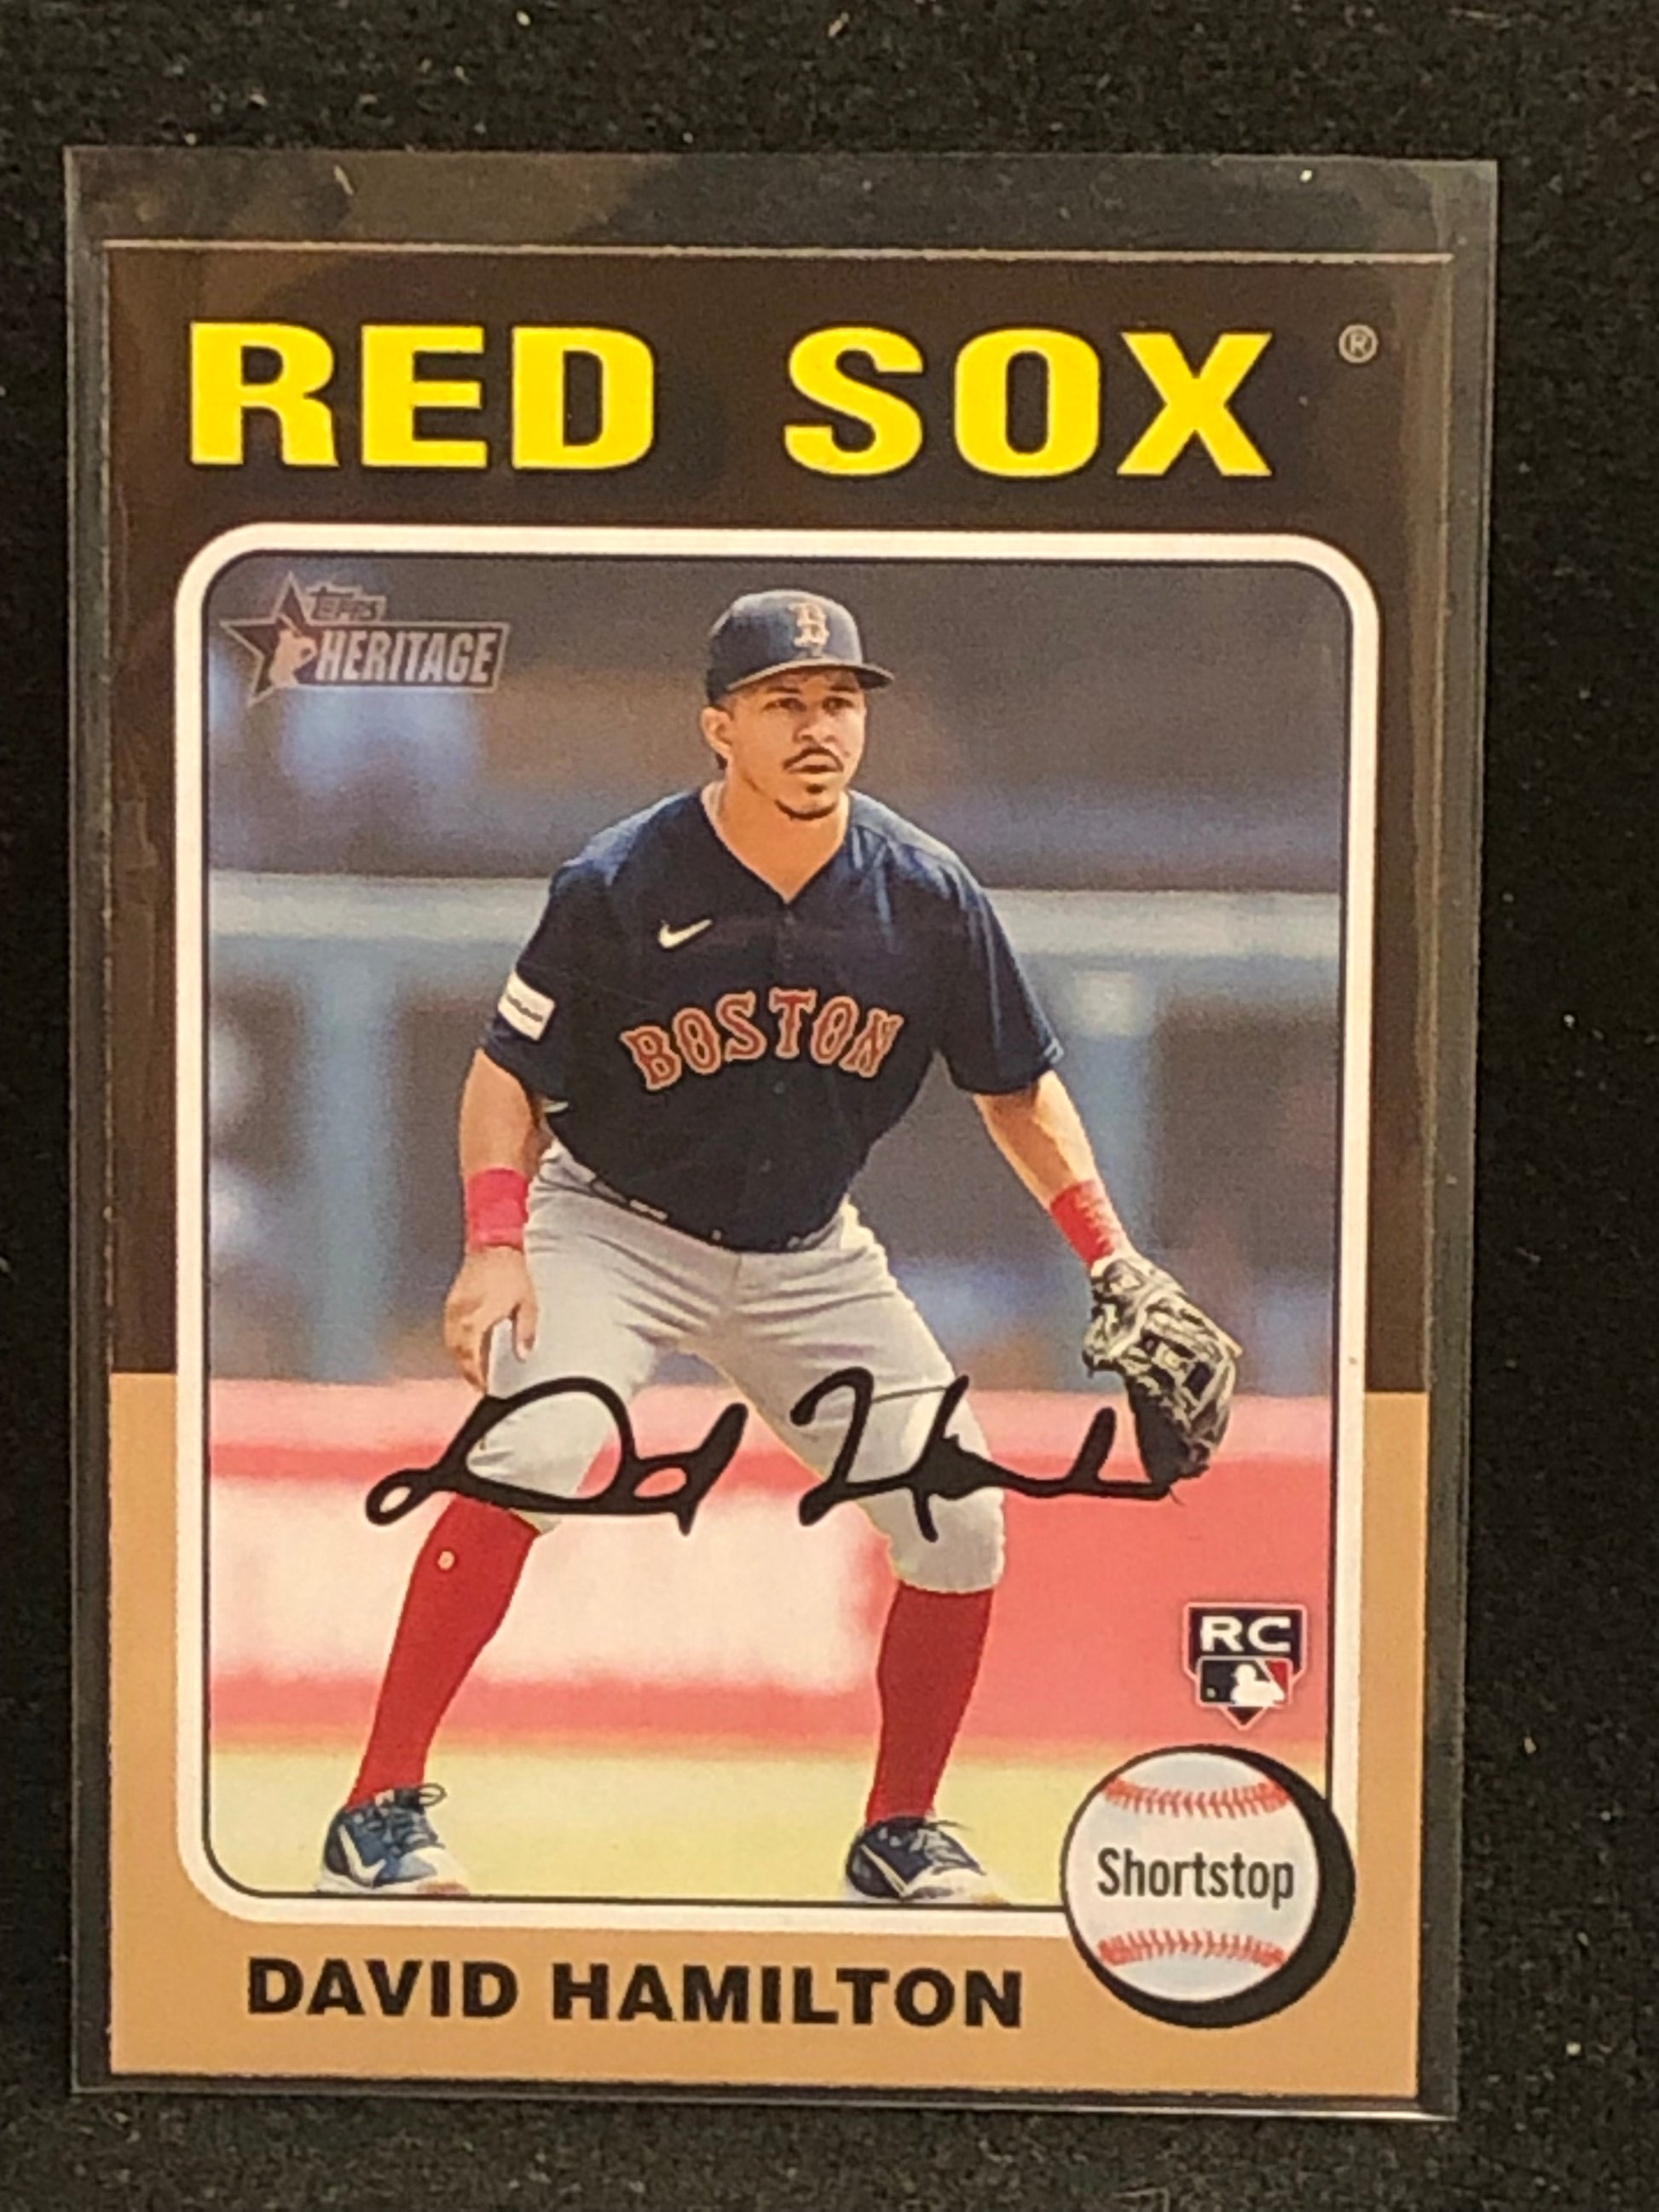 RED SOX ®
Topps
HERITAGE
B
BOSTON
RC
Shortstop
DAVID HAMILTON